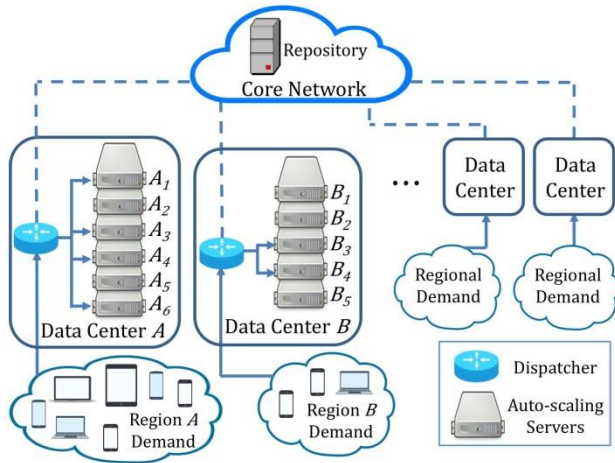 Repository
Core Network
A1
A2
A3
A4
A5
A6
Data Center A
B1
B2
B3
B4
B5
Data Center B
...
Data
Center
Data
Center
Regional
Demand
Regional
Demand
Region A
Demand
Region B
Demand
Dispatcher
Auto-scaling
Servers